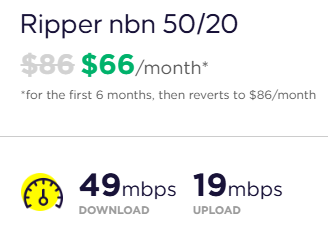 Ripper nbn 50/20
$86 $66/month*
*for the first 6 months, then reverts to $86/month
49mbps 19mbps
DOWNLOAD UPLOAD